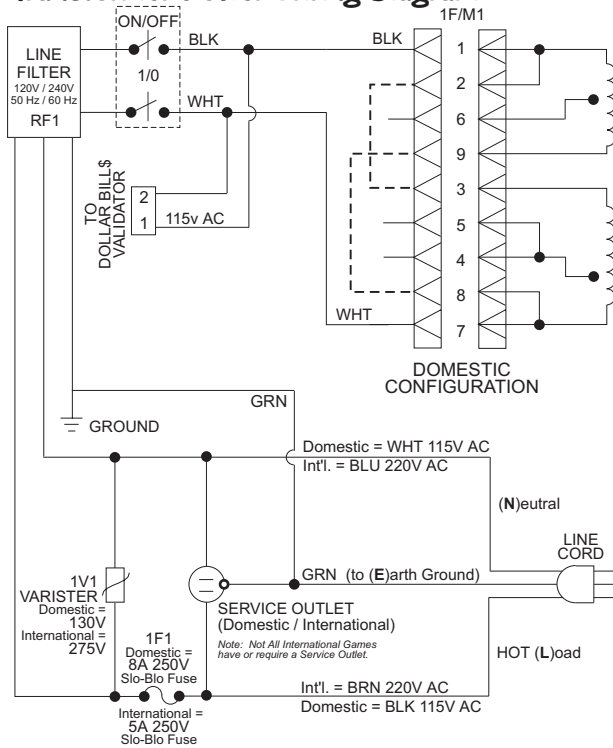 ON/OFF
BLK
BLK
1F/M1
LINE
FILTER
120V / 240V
50 Hz / 60 Hz
RF1
1/0
WHT
1
2
6
9
3
5
4
8
7
TO
DOLLAR BILL$
VALIDATOR
2
1
115v AC
WHT
DOMESTIC
CONFIGURATION
GRN
GROUND
Domestic = WHT 115V AC
Int'l. = BLU 220V AC
(N)eutral
LINE
CORD
GRN (to (E)arth Ground)
1V1
VARISTER
Domestic =
130V
International =
275V
SERVICE OUTLET
(Domestic / International)
Note: Not All International Games
have or require a Service Outlet.
HOT (L)oad
1F1
Domestic =
8A 250V
Slo-Blo Fuse
International =
5A 250V
Slo-Blo Fuse
Int'l. = BRN 220V AC
Domestic = BLK 115V AC